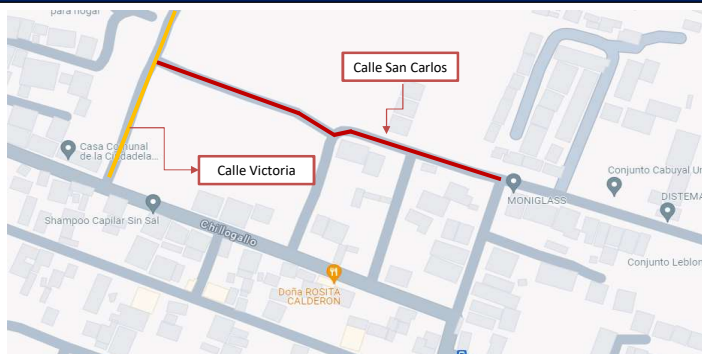 para hogar
Calle San Carlos
Casa Comunal
de la Ciudadela...
Calle Victoria
Conjunto Cabuyal Un
MONIGLASS
DISTEMA
Shampoo Capilar Sin Sal
Chillogallo
Conjunto Leblon
Doña ROSITA
CALDERON